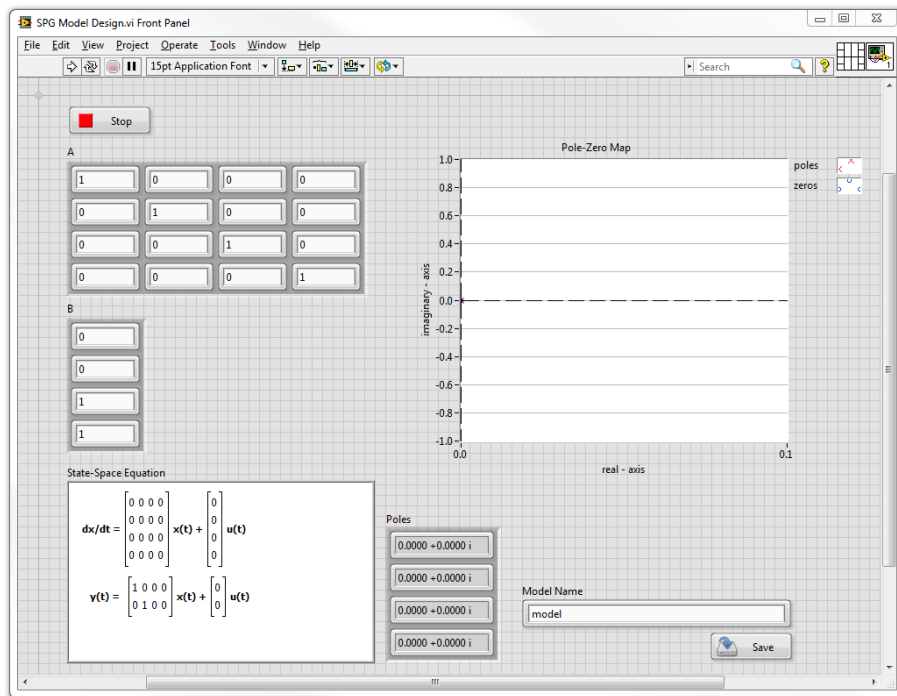 SPG Model Design.vi Front Panel
File Edit View Project Operate Tools Window Help
15pt Application Font
Search
?
1
Stop
A
1 0 0 0
0 1 0 0
0 0 1 0
0 0 0 1
B
0
0
1
1
Pole-Zero Map
poles
zeros
imaginary - axis
1.0
0.8
0.6
0.4
0.2
0.0
-0.2
-0.4
-0.6
-0.8
-1.0
0.0 0.1
real - axis
State-Space Equation
0 0 0 0 0
0 0 0 0 0
dx/dt = x(t) + u(t)
0 0 0 0 0
0 0 0 0 0
1 0 0 0 0
y(t) = x(t) + u(t)
0 1 0 0 0
Poles
0.0000 +0.0000 i
0.0000 +0.0000 i
0.0000 +0.0000 i
0.0000 +0.0000 i
Model Name
model
Save